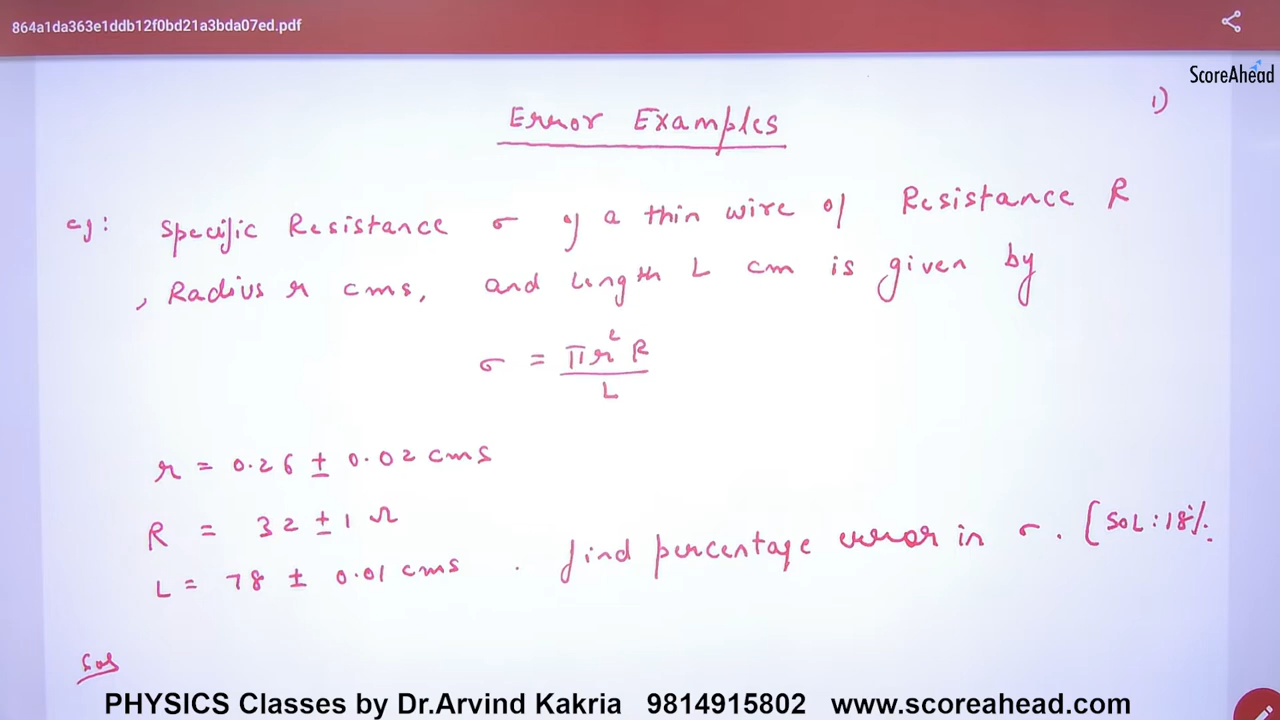 864a1da363e1ddb12f0bd21a3bda07ed.pdf
ScoreAhead
1)
Error Examples
eg: Specific Resistance σ of a thin wire of Resistance R
, Radius r cms, and length L cm is given by
σ = πr²R / L
r = 0.26 ± 0.02 cms
R = 32 ± 1 Ω
L = 78 ± 0.01 cms . find percentage error in σ. [SOL: 18%.
Sol
PHYSICS Classes by Dr.Arvind Kakria 9814915802 www.scoreahead.com